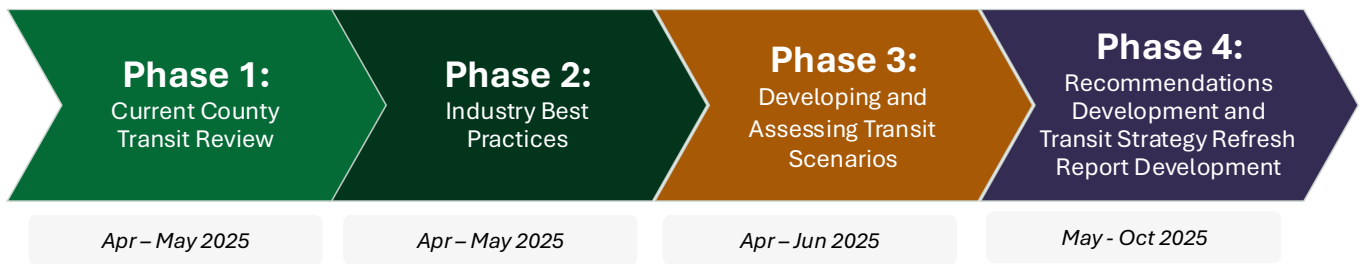 Phase 1:
Current County
Transit Review
Phase 2:
Industry Best
Practices
Phase 3:
Developing and
Assessing Transit
Scenarios
Phase 4:
Recommendations
Development and
Transit Strategy Refresh
Report Development
Apr – May 2025
Apr – May 2025
Apr – Jun 2025
May - Oct 2025